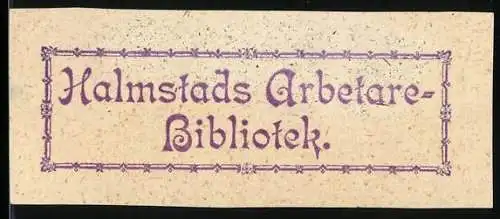 Halmstads Arbetare-
Bibliotek.